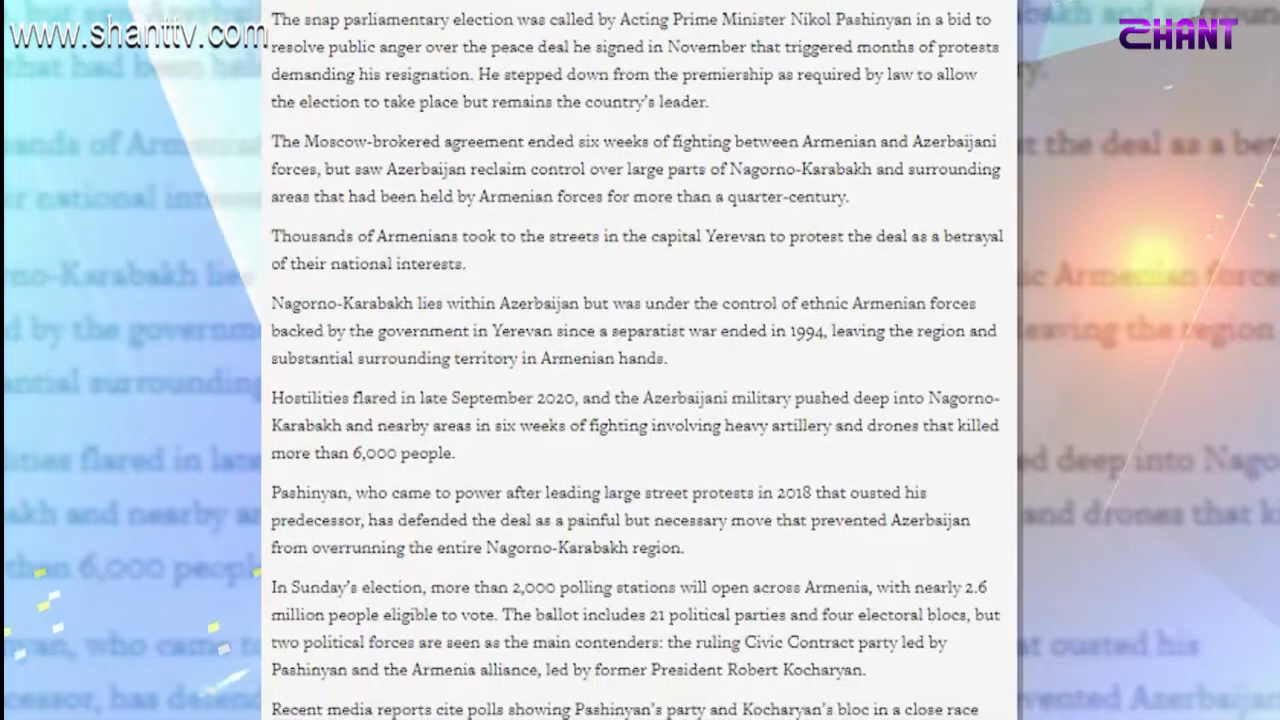 www.shanttv.com
SHANT
The snap parliamentary election was called by Acting Prime Minister Nikol Pashinyan in a bid to
resolve public anger over the peace deal he signed in November that triggered months of protests
demanding his resignation. He stepped down from the premiership as required by law to allow
the election to take place but remains the country's leader.
The Moscow-brokered agreement ended six weeks of fighting between Armenian and Azerbaijani
forces, but saw Azerbaijan reclaim control over large parts of Nagorno-Karabakh and surrounding
areas that had been held by Armenian forces for more than a quarter-century.
Thousands of Armenians took to the streets in the capital Yerevan to protest the deal as a betrayal
of their national interests.
Nagorno-Karabakh lies within Azerbaijan but was under the control of ethnic Armenian forces
backed by the government in Yerevan since a separatist war ended in 1994, leaving the region and
substantial surrounding territory in Armenian hands.
Hostilities flared in late September 2020, and the Azerbaijani military pushed deep into Nagorno-
Karabakh and nearby areas in six weeks of fighting involving heavy artillery and drones that killed
more than 6,000 people.
Pashinyan, who came to power after leading large street protests in 2018 that ousted his
predecessor, has defended the deal as a painful but necessary move that prevented Azerbaijan
from overrunning the entire Nagorno-Karabakh region.
In Sunday's election, more than 2,000 polling stations will open across Armenia, with nearly 2.6
million people eligible to vote. The ballot includes 21 political parties and four electoral blocs, but
two political forces are seen as the main contenders: the ruling Civic Contract party led by
Pashinyan and the Armenia alliance, led by former President Robert Kocharyan.
Recent media reports cite polls showing Pashinyan's party and Kocharyan's bloc in a close race